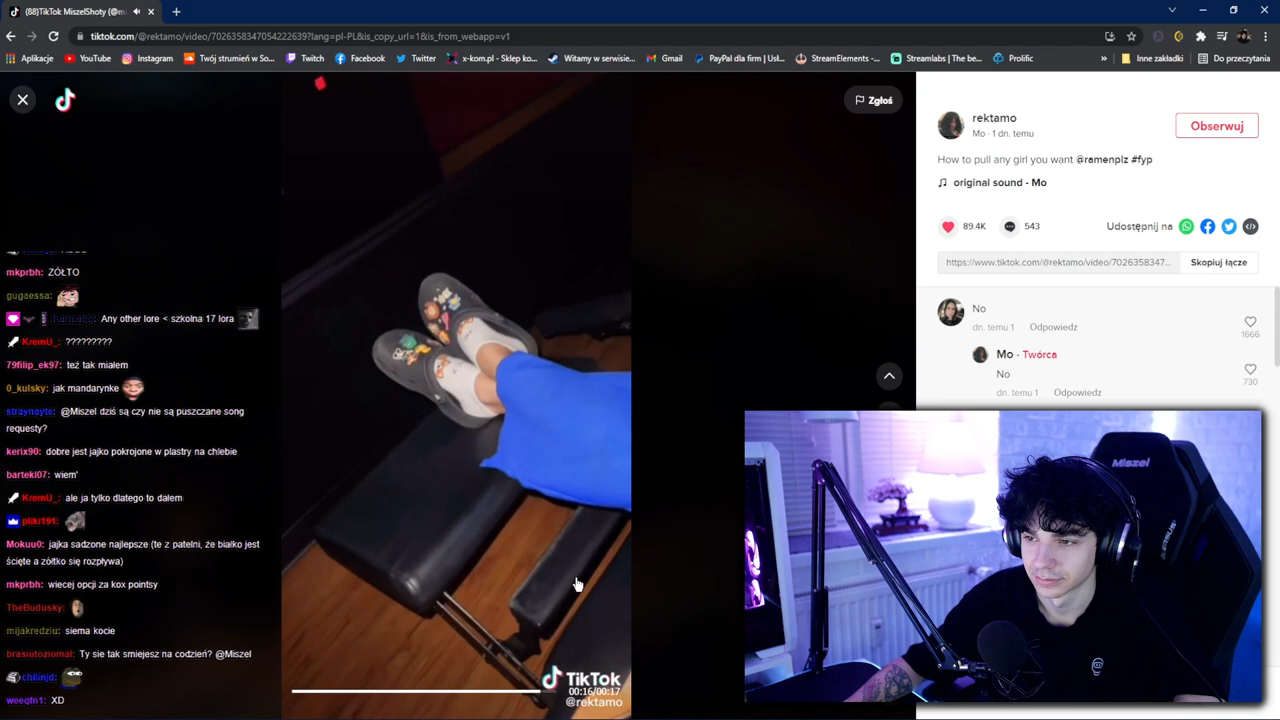 (88)TikTok MiszelShoty (@m
tiktok.com/@rektamo/video/7026358347054222639?lang=pl-PL&is_copy_url=1&is_from_webapp=v1
Aplikacje YouTube Instagram Twój strumień w So... Twitch Facebook Twitter x-kom.pl - Sklep ko... Witamy w serwisie... Gmail PayPal dla firm | Usł... StreamElements -... Streamlabs | The be... Prolific » Inne zakładki Do przeczytania
TikTok
Zgłoś
rektamo
Mo · 1 dn. temu
Obserwuj
How to pull any girl you want @ramenplz #fyp
original sound - Mo
89.4K 543 Udostępnij na
https://www.tiktok.com/@rektamo/video/7026358347... Skopiuj łącze
No
dn. temu 1 Odpowiedz
1666
Mo · Twórca
No
dn. temu 1 Odpowiedz
730
mkprbh: ŻÓŁTO
gugaessa:
Any other lore < szkolna 17 lora
KremU_: ?????????
79filip_ek97: też tak miałem
0_kulsky: jak mandarynke
straynayte: @Miszel dziś są czy nie są puszczane song
requesty?
kerix90: dobre jest jajko pokrojone w plastry na chlebie
bartekl07: wiem'
KremU_: ale ja tylko dlatego to dałem
pliki191:
Mokuu0: jajka sadzone najlepsze (te z patelni, że białko jest
ścięte a żółtko się rozpływa)
mkprbh: wiecej opcji za kox pointsy
TheBudusky:
mijakredziu: siema kocie
brasiutoziomal: Ty sie tak smiejesz na codzień? @Miszel
chilinjd:
weeqfn1: XD
TikTok
00:16/00:17
@rektamo
Miszel